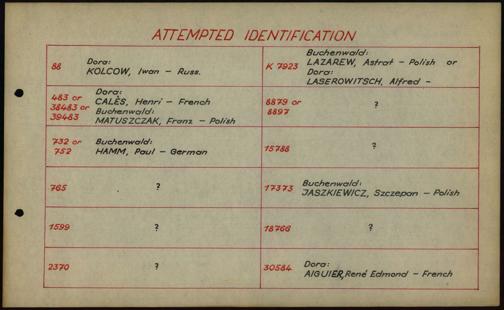 ATTEMPTED IDENTIFICATION
88
Dora:
KOLCOW, Iwan – Russ.
483 or
38483 or
39483
Dora:
CALÈS, Henri – French
Buchenwald:
MATUSZCZAK, Franz – Polish
732 or
752
Buchenwald:
HAMM, Paul – German
765
?
1599
?
2370
?
K 7923
Buchenwald:
LAZAREW, Astrat – Polish or
Dora:
LASEROWITSCH, Alfred –
8879 or
8897
?
15788
?
17373
Buchenwald:
JASZKIEWICZ, Szczepan – Polish
18766
?
30584
Dora:
AIGUIER, René Edmond – French